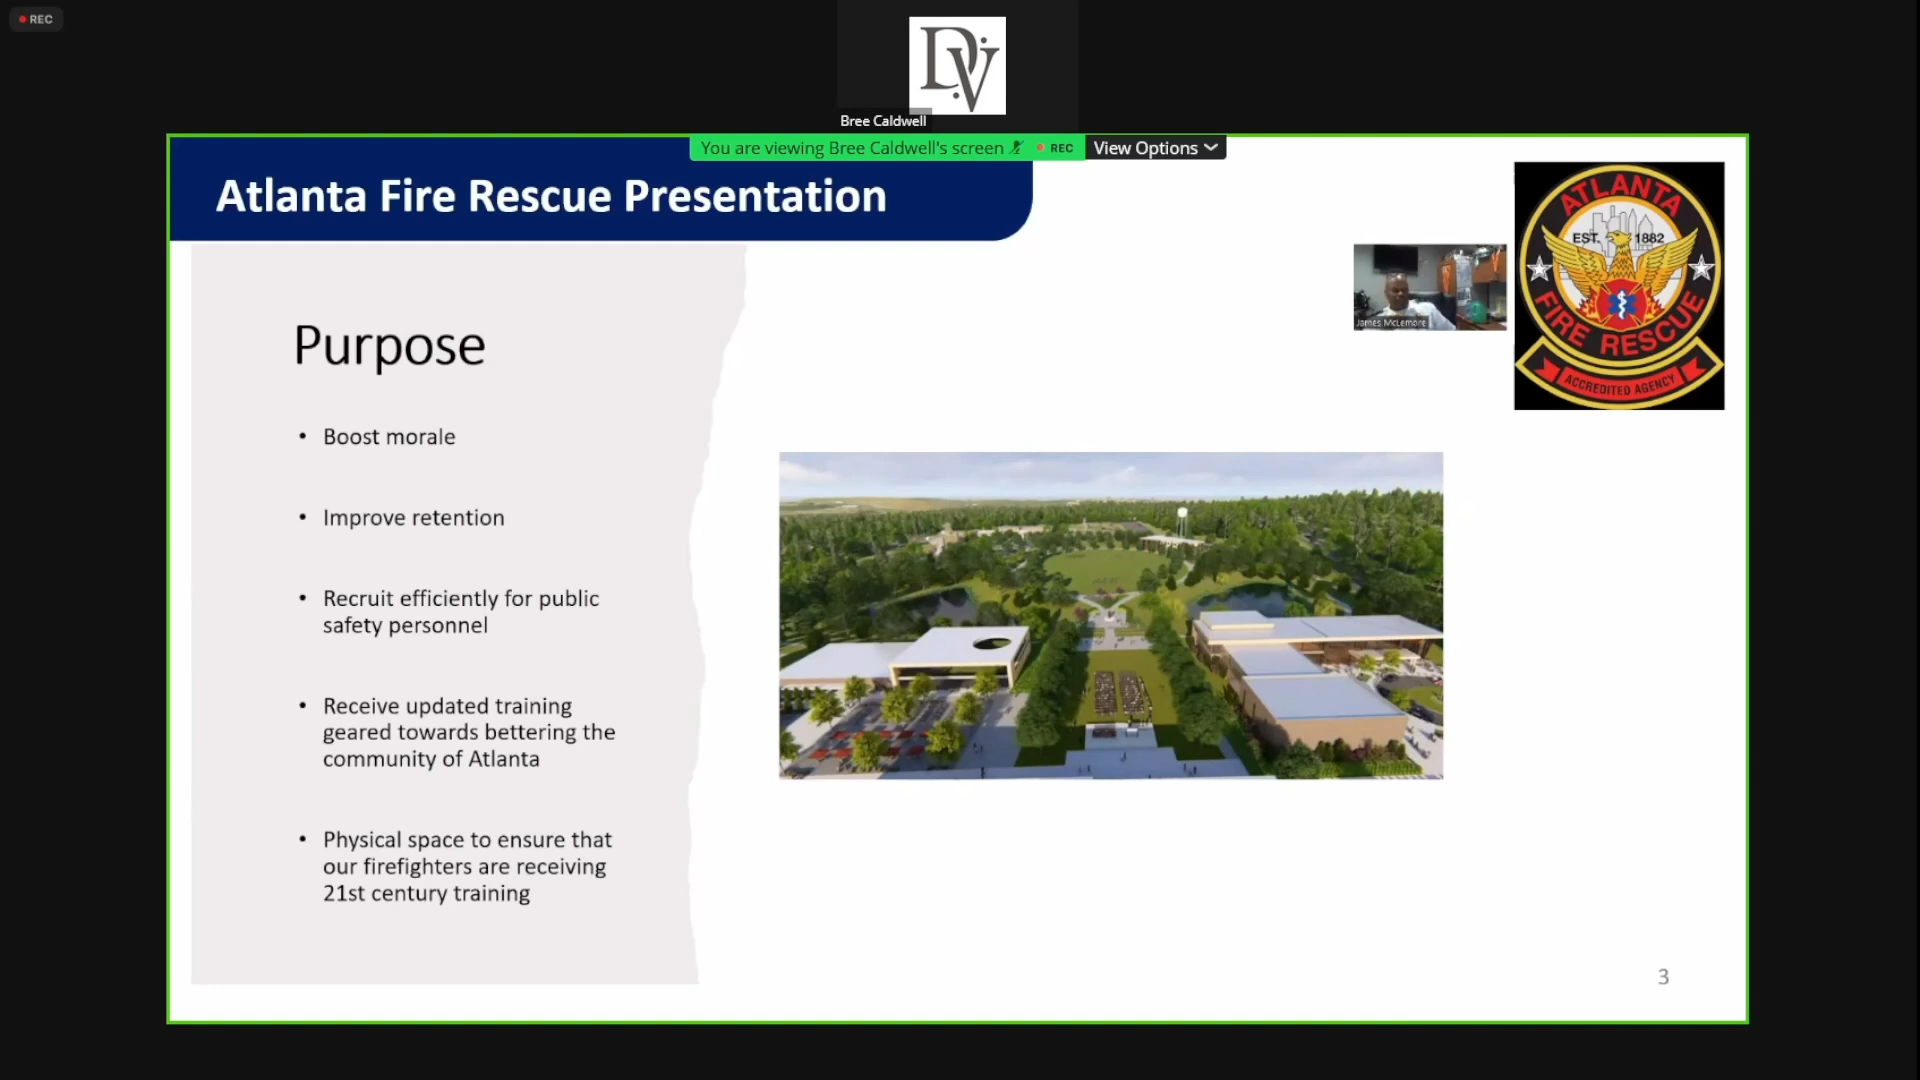 REC
DV
Bree Caldwell
You are viewing Bree Caldwell's screen REC View Options
Atlanta Fire Rescue Presentation
ATLANTA
EST. 1882
FIRE RESCUE
ACCREDITED AGENCY
James McLemore
Purpose
• Boost morale
• Improve retention
• Recruit efficiently for public
safety personnel
• Receive updated training
geared towards bettering the
community of Atlanta
• Physical space to ensure that
our firefighters are receiving
21st century training
3